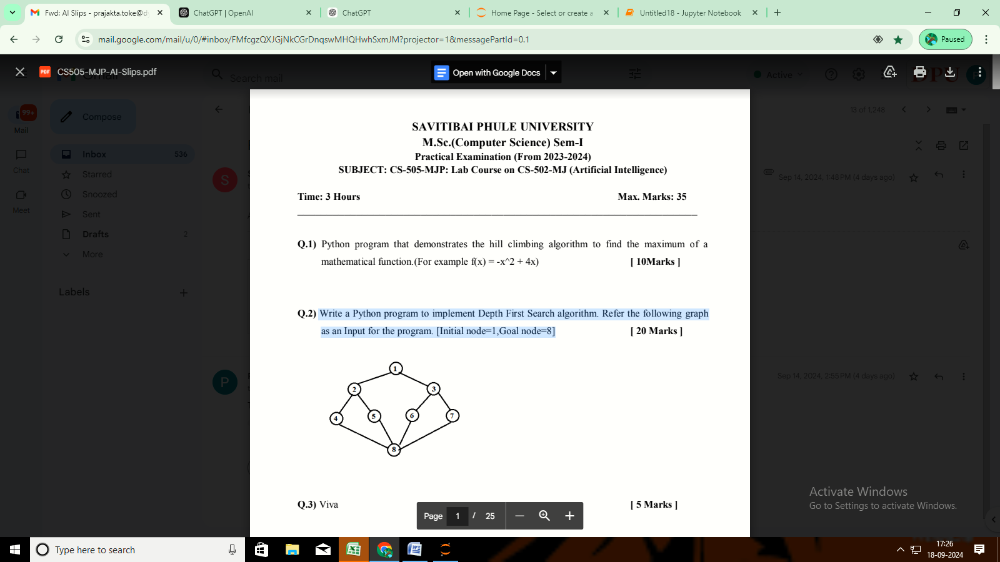 Fwd: AI Slips - prajakta.toke@d
ChatGPT | OpenAI
ChatGPT
Home Page - Select or create a
Untitled18 - Jupyter Notebook
mail.google.com/mail/u/0/#inbox/FMfcgzQXJGjNkCGrDnqswMHQHwhSxmJM?projector=1&messagePartId=0.1
Paused
PDF
CS505-MJP-AI-Slips.pdf
Search mail
Open with Google Docs
Active
DPU
99+
Mail
Compose
13 of 1,248
Chat
Inbox
536
Starred
Snoozed
Meet
Sent
Drafts
2
More
Labels
S
Sep 14, 2024, 1:48 PM (4 days ago)
P
Sep 14, 2024, 2:55 PM (4 days ago)
SAVITIBAI PHULE UNIVERSITY
M.Sc.(Computer Science) Sem-I
Practical Examination (From 2023-2024)
SUBJECT: CS-505-MJP: Lab Course on CS-502-MJ (Artificial Intelligence)
Time: 3 Hours Max. Marks: 35
Q.1) Python program that demonstrates the hill climbing algorithm to find the maximum of a
mathematical function.(For example f(x) = -x^2 + 4x) [ 10Marks ]
Q.2) Write a Python program to implement Depth First Search algorithm. Refer the following graph
as an Input for the program. [Initial node=1,Goal node=8] [ 20 Marks ]
1
2 3
4 5 6 7
8
Q.3) Viva [ 5 Marks ]
Page 1 / 25
Activate Windows
Go to Settings to activate Windows.
Type here to search
17:26
18-09-2024